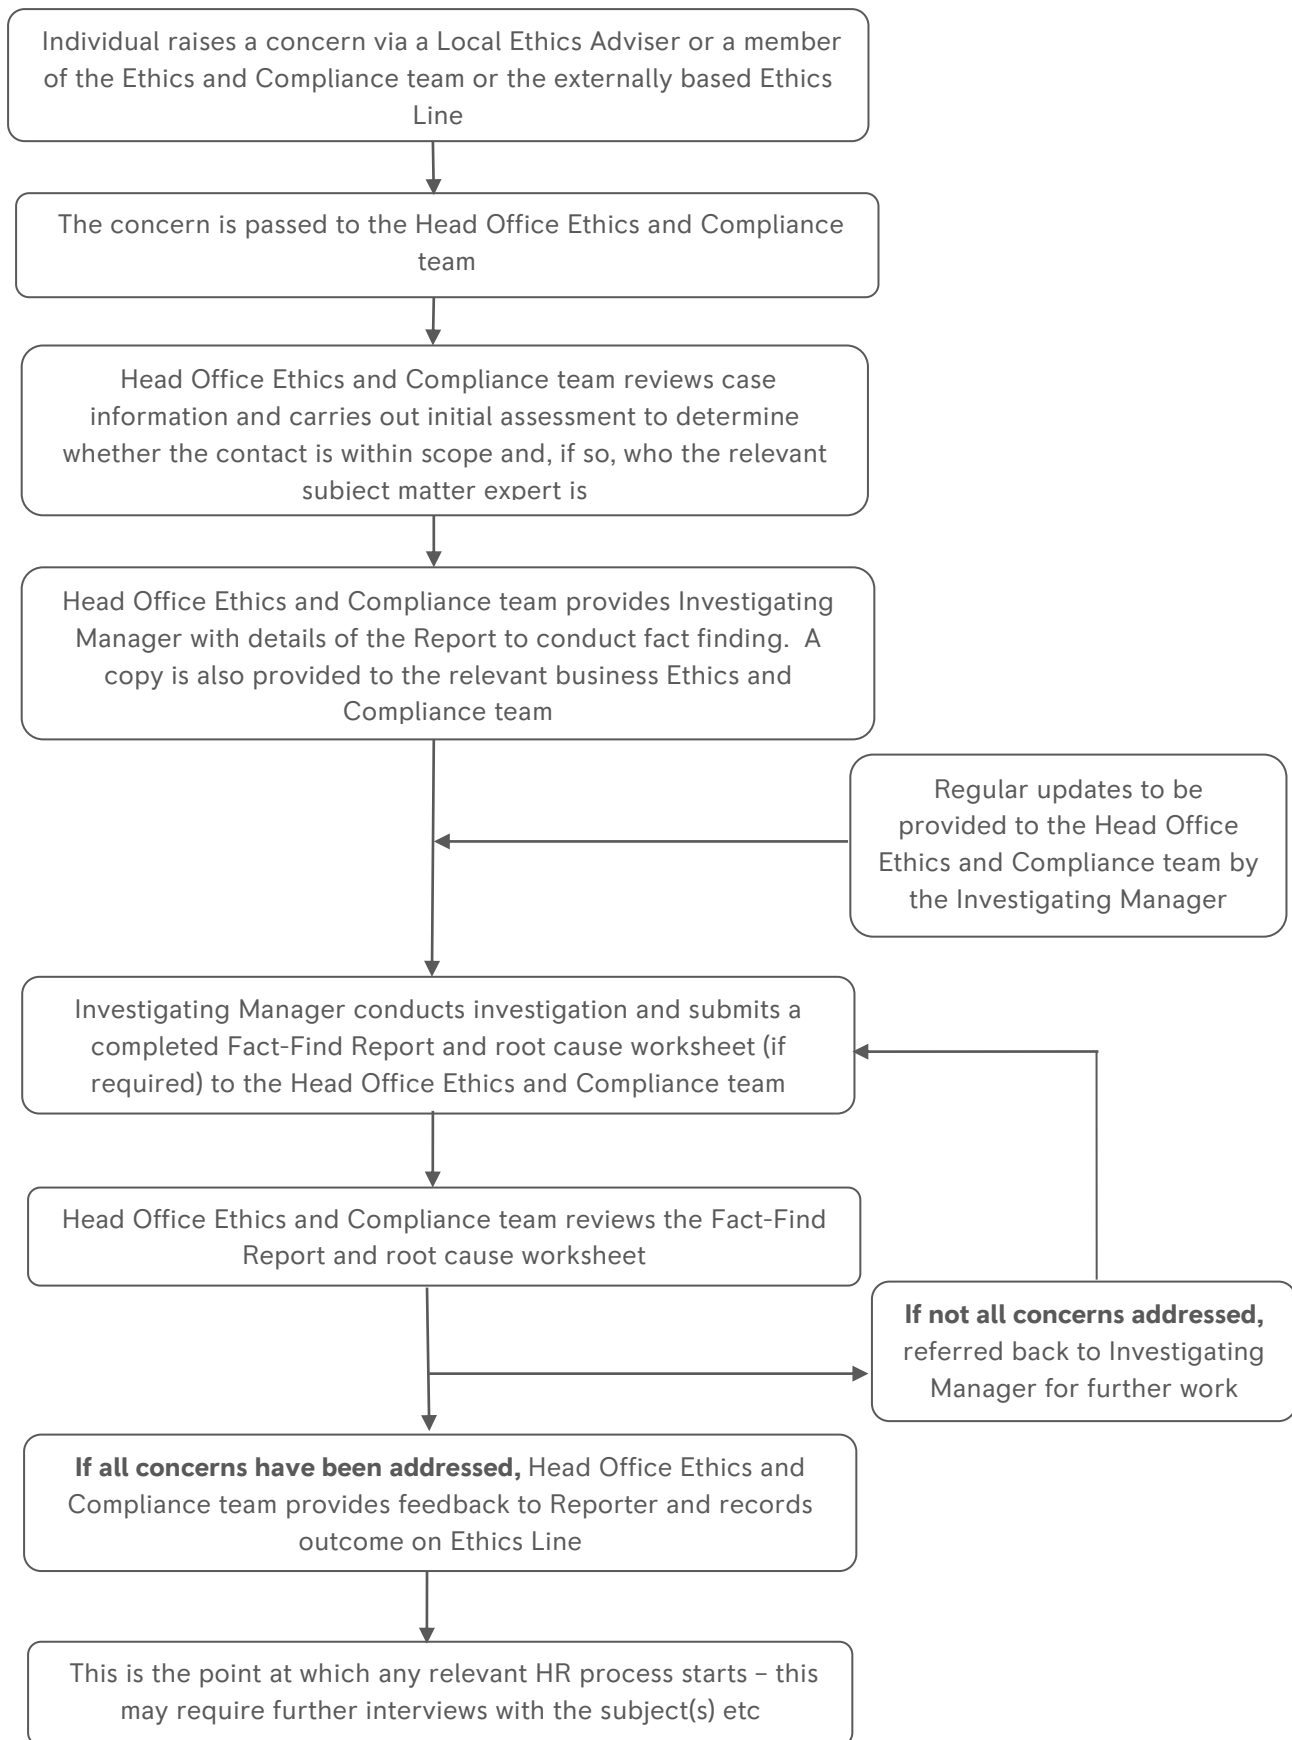 Individual raises a concern via a Local Ethics Adviser or a member
of the Ethics and Compliance team or the externally based Ethics
Line
The concern is passed to the Head Office Ethics and Compliance
team
Head Office Ethics and Compliance team reviews case
information and carries out initial assessment to determine
whether the contact is within scope and, if so, who the relevant
subject matter expert is
Head Office Ethics and Compliance team provides Investigating
Manager with details of the Report to conduct fact finding.  A
copy is also provided to the relevant business Ethics and
Compliance team
Regular updates to be
provided to the Head Office
Ethics and Compliance team by
the Investigating Manager
Investigating Manager conducts investigation and submits a
completed Fact-Find Report and root cause worksheet (if
required) to the Head Office Ethics and Compliance team
Head Office Ethics and Compliance team reviews the Fact-Find
Report and root cause worksheet
If not all concerns addressed,
referred back to Investigating
Manager for further work
If all concerns have been addressed, Head Office Ethics and
Compliance team provides feedback to Reporter and records
outcome on Ethics Line
This is the point at which any relevant HR process starts – this
may require further interviews with the subject(s) etc